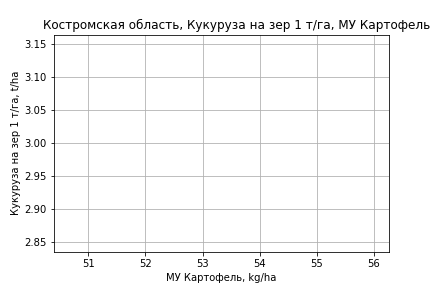 Костромская область, Кукуруза на зер 1 т/га, МУ Картофель
3.15
3.10
3.05
3.00
2.95
2.90
2.85
Кукуруза на зер 1 т/га, t/ha
51 52 53 54 55 56
МУ Картофель, kg/ha